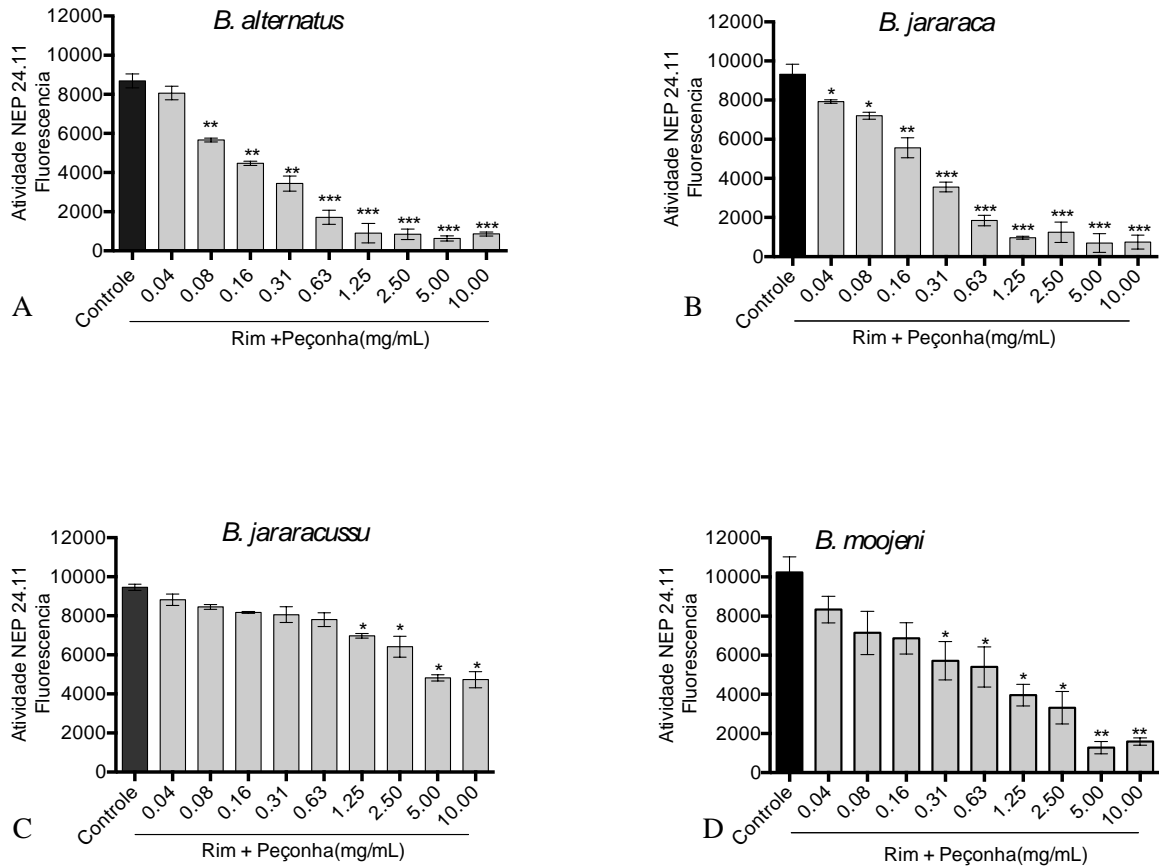 B. alternatus
12000
10000
8000
6000
4000
2000
0
Atividade NEP 24.11
Fluorescencia
** ** ** *** *** *** *** ***
Controle 0.04 0.08 0.16 0.31 0.63 1.25 2.50 5.00 10.00
Rim +Peçonha(mg/mL)
A
B. jararaca
12000
10000
8000
6000
4000
2000
0
Atividade NEP 24.11
Fluorescencia
* * ** *** *** *** *** *** ***
Controle 0.04 0.08 0.16 0.31 0.63 1.25 2.50 5.00 10.00
Rim + Peçonha(mg/mL)
B
B. jararacussu
12000
10000
8000
6000
4000
2000
0
Atividade NEP 24.11
Fluorescencia
* * * *
Controle 0.04 0.08 0.16 0.31 0.63 1.25 2.50 5.00 10.00
Rim + Peçonha(mg/mL)
C
B. moojeni
12000
10000
8000
6000
4000
2000
0
Atividade NEP 24.11
Fluorescencia
* * * * ** **
Controle 0.04 0.08 0.16 0.31 0.63 1.25 2.50 5.00 10.00
Rim + Peçonha(mg/mL)
D